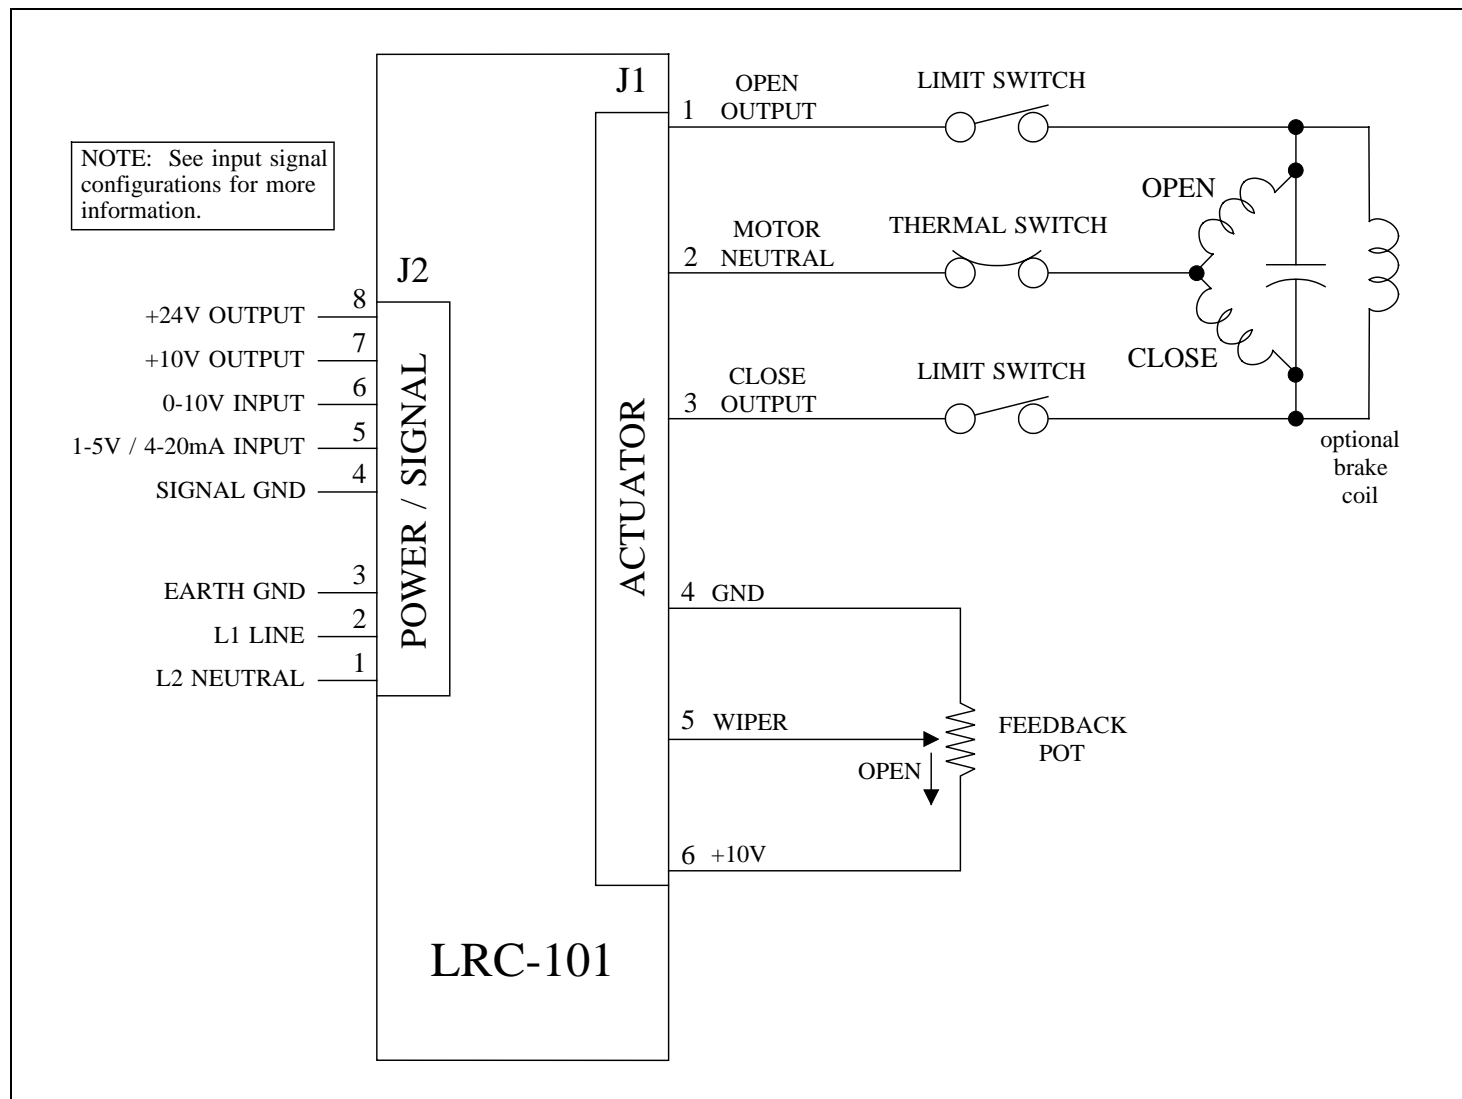 NOTE: See input signal
configurations for more
information.
J2
8
+24V OUTPUT
7
+10V OUTPUT
6
0-10V INPUT
5
1-5V / 4-20mA INPUT
4
SIGNAL GND
3
EARTH GND
2
L1 LINE
1
L2 NEUTRAL
POWER / SIGNAL
LRC-101
J1
ACTUATOR
1
OPEN
OUTPUT
LIMIT SWITCH
2
MOTOR
NEUTRAL
THERMAL SWITCH
3
CLOSE
OUTPUT
LIMIT SWITCH
OPEN
CLOSE
optional
brake
coil
4 GND
5 WIPER
OPEN
FEEDBACK
POT
6 +10V